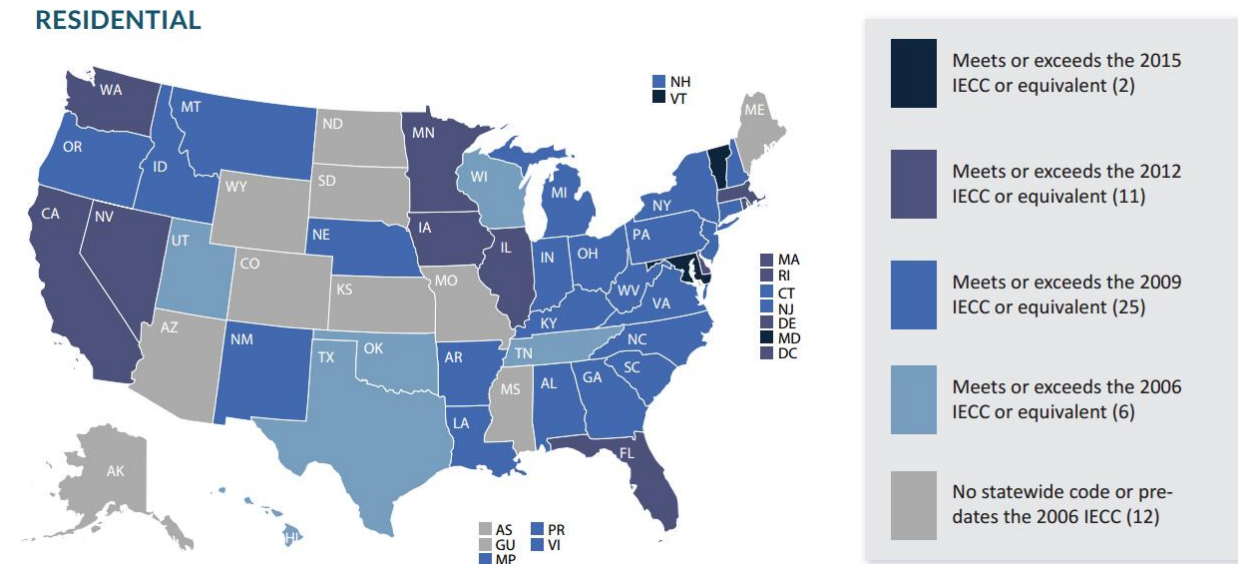 RESIDENTIAL
WA
MT
ND
MN
OR
ID
SD
WI
MI
NH
VT
ME
WY
NY
CA
NV
IA
NE
PA
UT
IL
IN
OH
CO
MO
WV
VA
KS
KY
AZ
NM
OK
TN
NC
TX
AR
SC
MS
AL
GA
LA
FL
AK
HI
MA
RI
CT
NJ
DE
MD
DC
AS
GU
MP
PR
VI
Meets or exceeds the 2015
IECC or equivalent (2)
Meets or exceeds the 2012
IECC or equivalent (11)
Meets or exceeds the 2009
IECC or equivalent (25)
Meets or exceeds the 2006
IECC or equivalent (6)
No statewide code or pre-
dates the 2006 IECC (12)